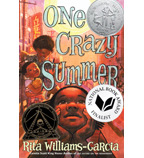 ONE
CRAZY
SUMMER
NATIONAL BOOK AWARD
FINALIST
Rita Williams-Garcia